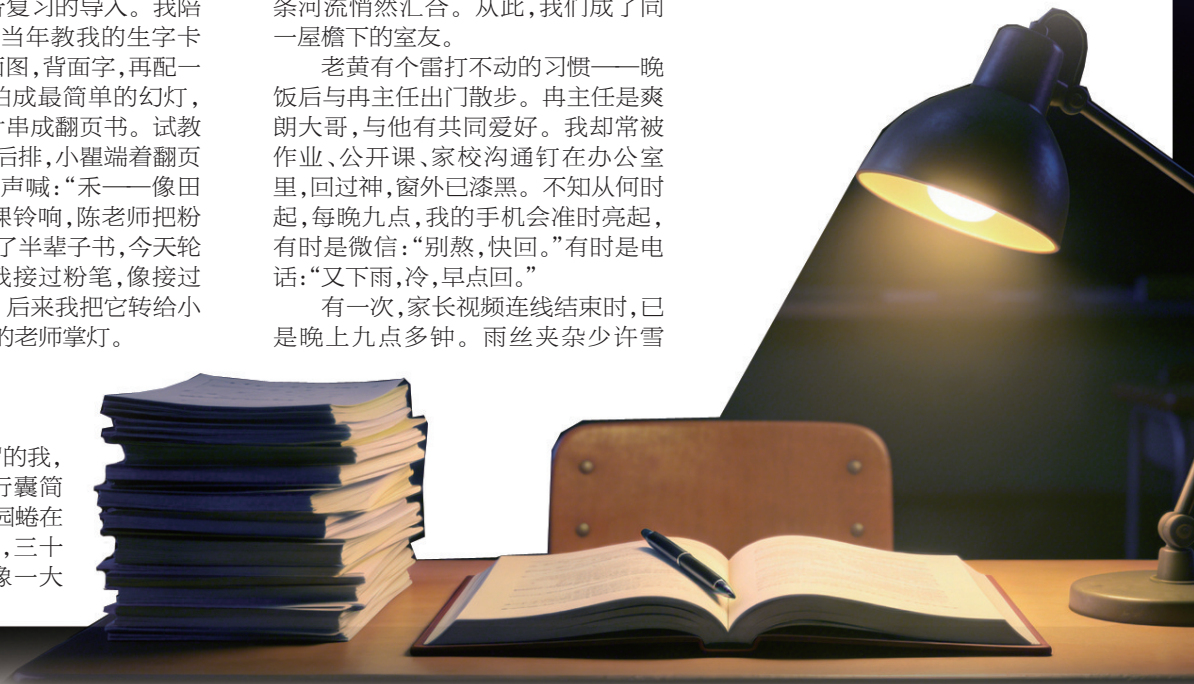 备复习的导入。我陪
当年教我的生字卡
面图,背面字,再配一
拍成最简单的幻灯,
片串成翻页书。试教
后排,小瞿端着翻页
声喊:“禾——像田
课铃响,陈老师把粉
了半辈子书,今天轮
我接过粉笔,像接过
后来我把它转给小
的老师掌灯。
的我,
行囊简
园蜷在
,三十
像一大
条河流悄然汇合。从此,我们成了同
一屋檐下的室友。
老黄有个雷打不动的习惯——晚
饭后与冉主任出门散步。冉主任是爽
朗大哥,与他有共同爱好。我却常被
作业、公开课、家校沟通钉在办公室
里,回过神,窗外已漆黑。不知从何时
起,每晚九点,我的手机会准时亮起,
有时是微信:“别熬,快回。”有时是电
话:“又下雨,冷,早点回。”
有一次,家长视频连线结束时,已
是晚上九点多钟。雨丝夹杂少许雪